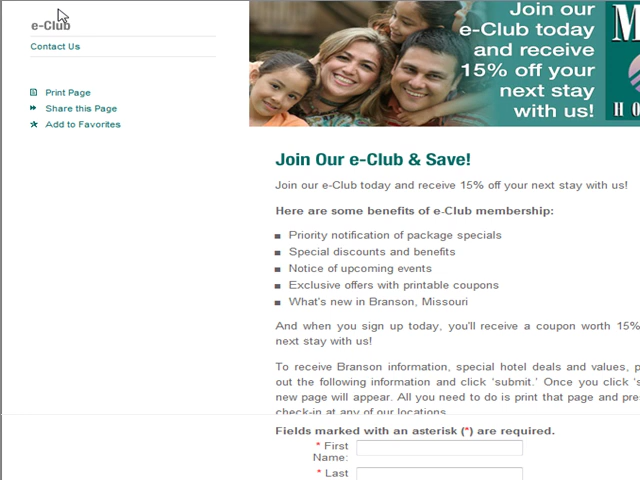 e-Club
Contact Us
Print Page
Share this Page
Add to Favorites
Join our
e-Club today
and receive
15% off your
next stay
with us!
Join Our e-Club & Save!
Join our e-Club today and receive 15% off your next stay with us!
Here are some benefits of e-Club membership:
Priority notification of package specials
Special discounts and benefits
Notice of upcoming events
Exclusive offers with printable coupons
What's new in Branson, Missouri
And when you sign up today, you'll receive a coupon worth 15%
next stay with us!
To receive Branson information, special hotel deals and values, p
out the following information and click 'submit.' Once you click 's
new page will appear. All you need to do is print that page and pre
check-in at any of our locations.
Fields marked with an asterisk (*) are required.
* First
Name:
* Last